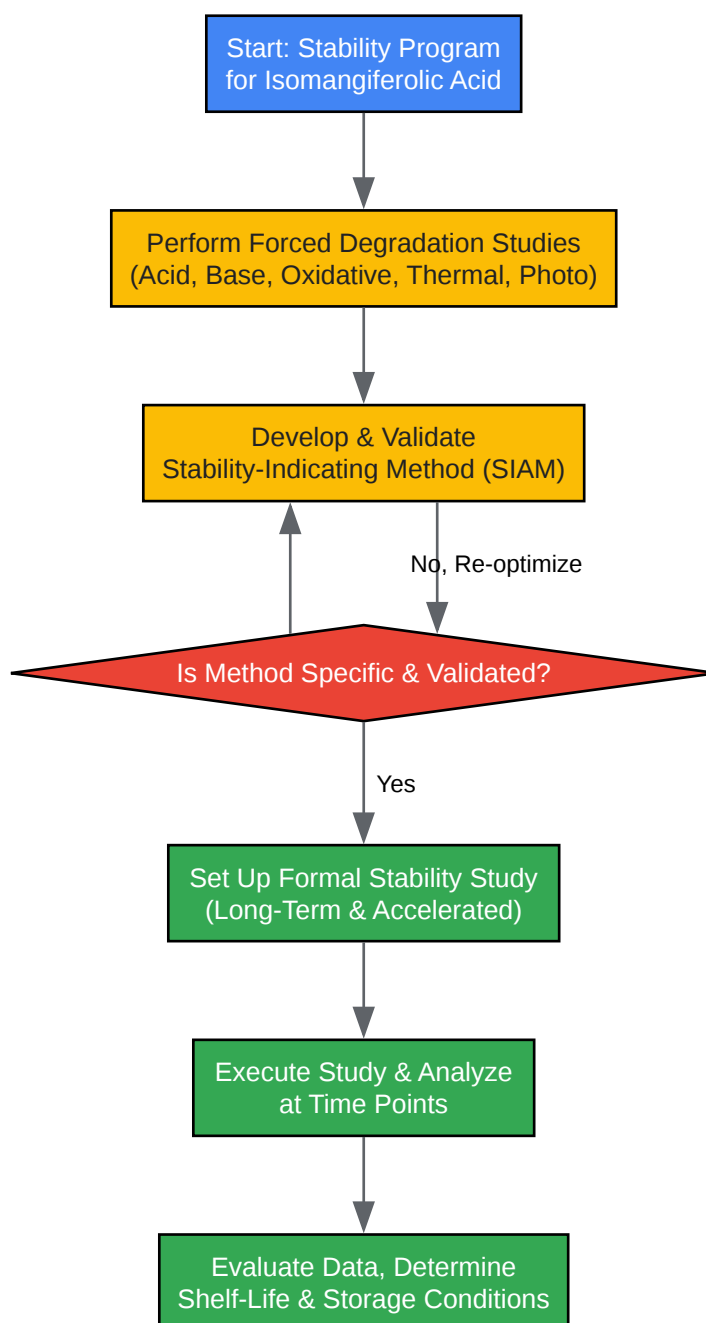 Start: Stability Program
for Isomangiferolic Acid
Perform Forced Degradation Studies
(Acid, Base, Oxidative, Thermal, Photo)
Develop & Validate
Stability-Indicating Method (SIAM)
No, Re-optimize
Is Method Specific & Validated?
Yes
Set Up Formal Stability Study
(Long-Term & Accelerated)
Execute Study & Analyze
at Time Points
Evaluate Data, Determine
Shelf-Life & Storage Conditions